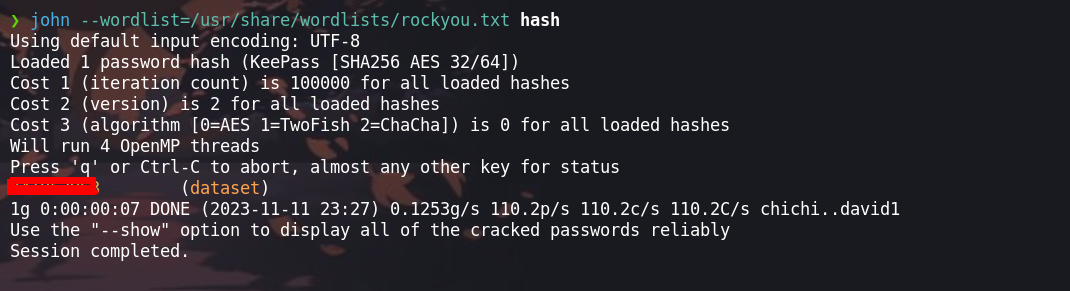 ❯ john --wordlist=/usr/share/wordlists/rockyou.txt hash
Using default input encoding: UTF-8
Loaded 1 password hash (KeePass [SHA256 AES 32/64])
Cost 1 (iteration count) is 100000 for all loaded hashes
Cost 2 (version) is 2 for all loaded hashes
Cost 3 (algorithm [0=AES 1=TwoFish 2=ChaCha]) is 0 for all loaded hashes
Will run 4 OpenMP threads
Press 'q' or Ctrl-C to abort, almost any other key for status
(dataset)
1g 0:00:00:07 DONE (2023-11-11 23:27) 0.1253g/s 110.2p/s 110.2c/s 110.2C/s chichi..david1
Use the "--show" option to display all of the cracked passwords reliably
Session completed.